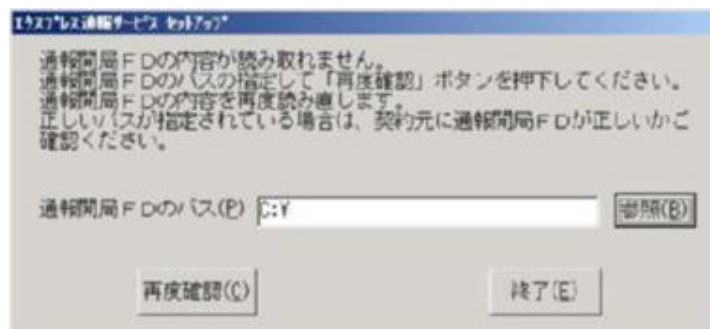 エクスプレス通報サービス セットアップ
通報開局FDの内容が読み取れません。
通報開局FDのパスの指定して「再度確認」ボタンを押下してください。
通報開局FDの内容を再度読み直します。
正しいパスが指定されている場合は、契約元に通報開局FDが正しいかご
確認ください。
通報開局FDのパス(P) C:¥ 参照(B)
再度確認(C) 終了(E)